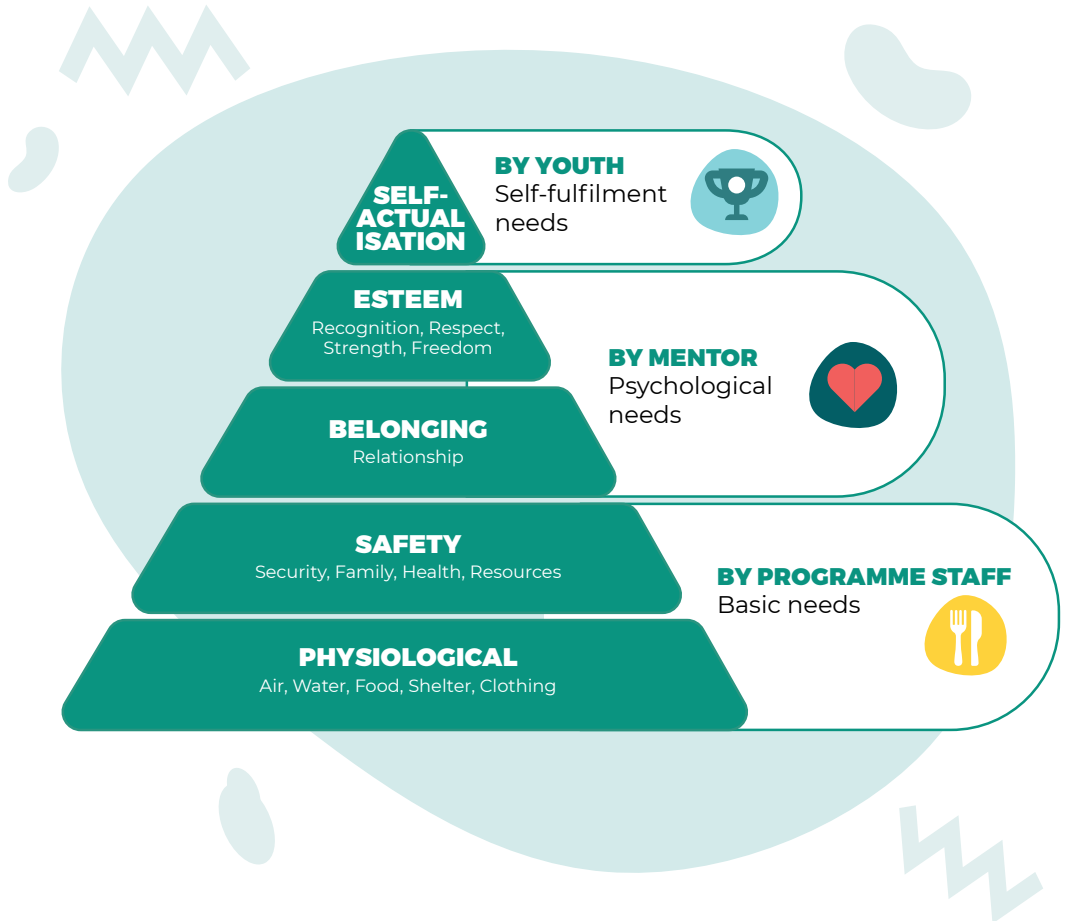 SELF-
ACTUAL
ISATION
BY YOUTH
Self-fulfilment
needs
ESTEEM
Recognition, Respect,
Strength, Freedom
BELONGING
Relationship
BY MENTOR
Psychological
needs
SAFETY
Security, Family, Health, Resources
PHYSIOLOGICAL
Air, Water, Food, Shelter, Clothing
BY PROGRAMME STAFF
Basic needs